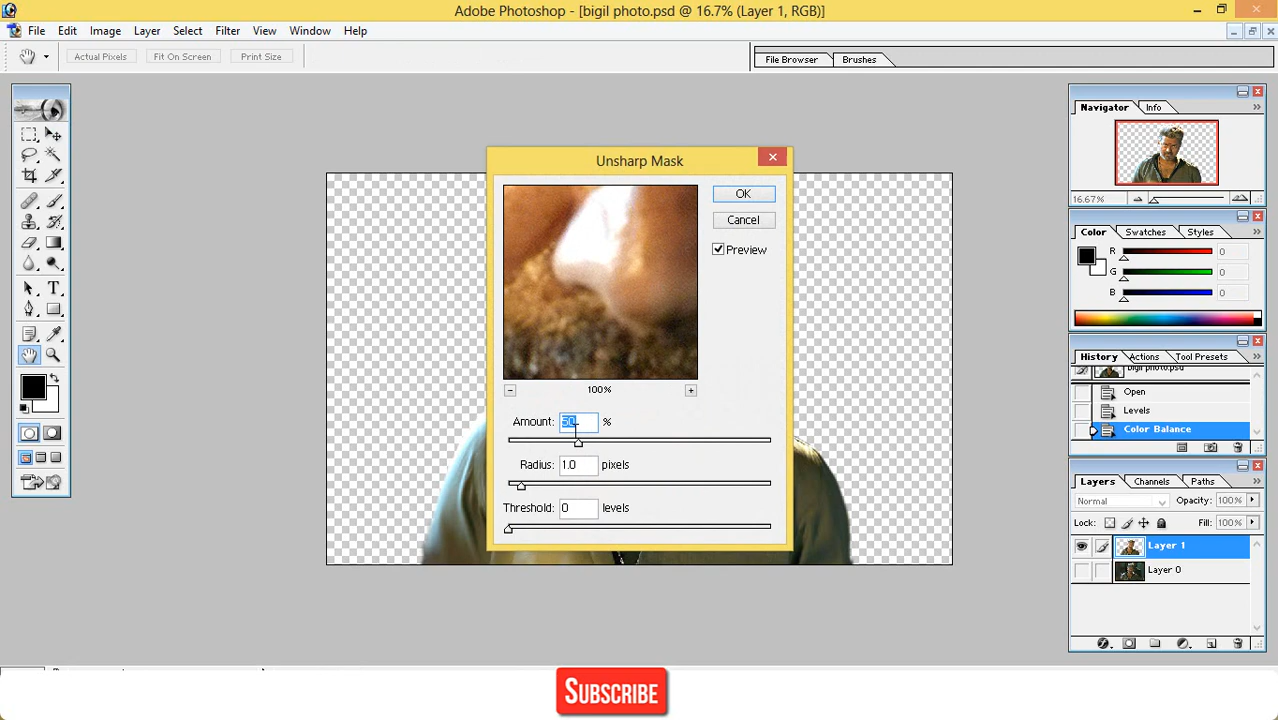 Adobe Photoshop - [bigil photo.psd @ 16.7% (Layer 1, RGB)]
File Edit Image Layer Select Filter View Window Help
Actual Pixels Fit On Screen Print Size
File Browser Brushes
Navigator Info
16.67%
Color Swatches Styles
R 0
G 0
B 0
History Actions Tool Presets
bigil photo.psd
Open
Levels
Color Balance
Layers Channels Paths
Normal Opacity: 100%
Lock: Fill: 100%
Layer 1
Layer 0
Unsharp Mask
OK
Cancel
Preview
100%
Amount: 50 %
Radius: 1.0 pixels
Threshold: 0 levels
SUBSCRIBE